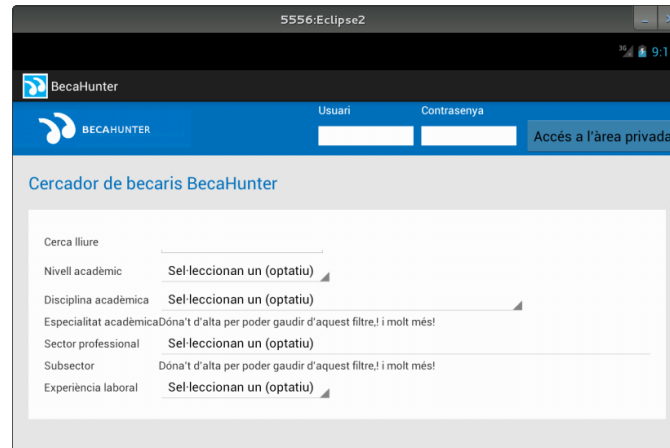 5556:Eclipse2
3G 9:1
BecaHunter
Usuari Contrasenya
BECAHUNTER
Accés a l'àrea privada
Cercador de becaris BecaHunter
Cerca lliure
Nivell acadèmic Sel·leccionan un (optatiu)
Disciplina acadèmica Sel·leccionan un (optatiu)
Especialitat acadèmicaDóna't d'alta per poder gaudir d'aquest filtre,! i molt més!
Sector professional Sel·leccionan un (optatiu)
Subsector Dóna't d'alta per poder gaudir d'aquest filtre,! i molt més!
Experiència laboral Sel·leccionan un (optatiu)